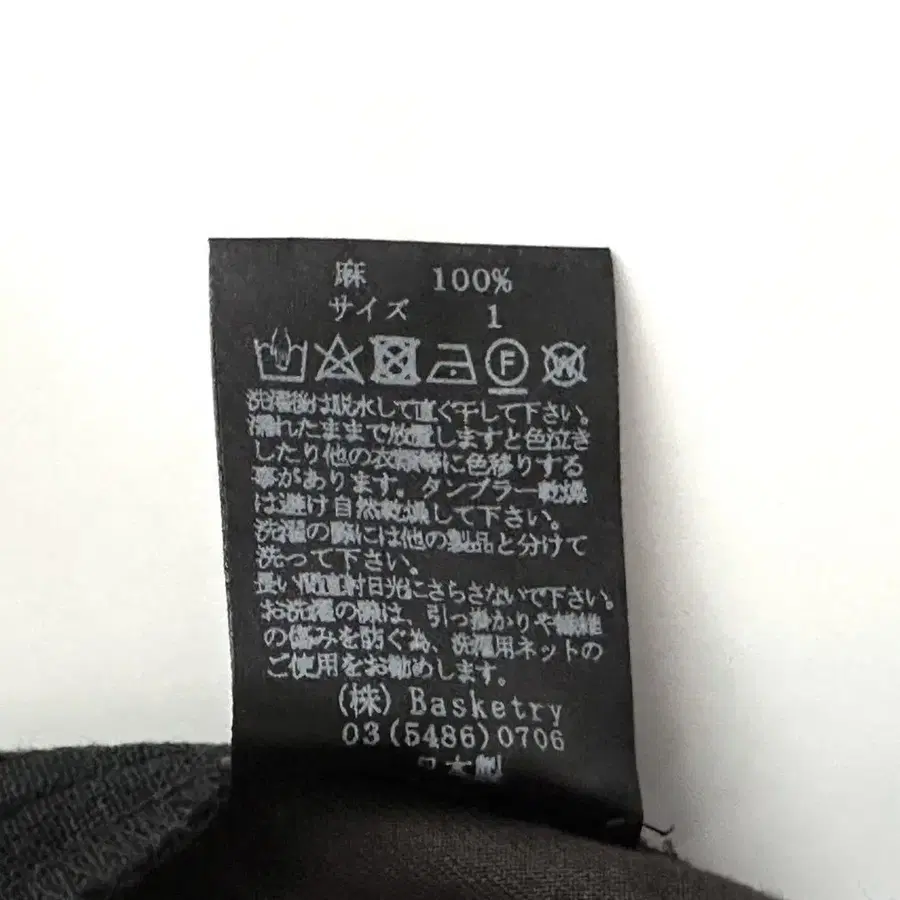 麻 100%
サイズ 1
F W
洗濯後は脱水して直ぐ干して下さい。
濡れたままで放置しますと色泣き
したり他の衣類等に色移りする
事があります。タンブラー乾燥
は避け自然乾燥して下さい。
洗濯の際には他の製品と分けて
洗って下さい。
長い間直射日光にさらさないで下さい。
お洗濯の際は、引っ掛かりや繊維
の傷みを防ぐ為、洗濯用ネットの
ご使用をお勧めします。
(株) Basketry
03(5486)0706
日本製